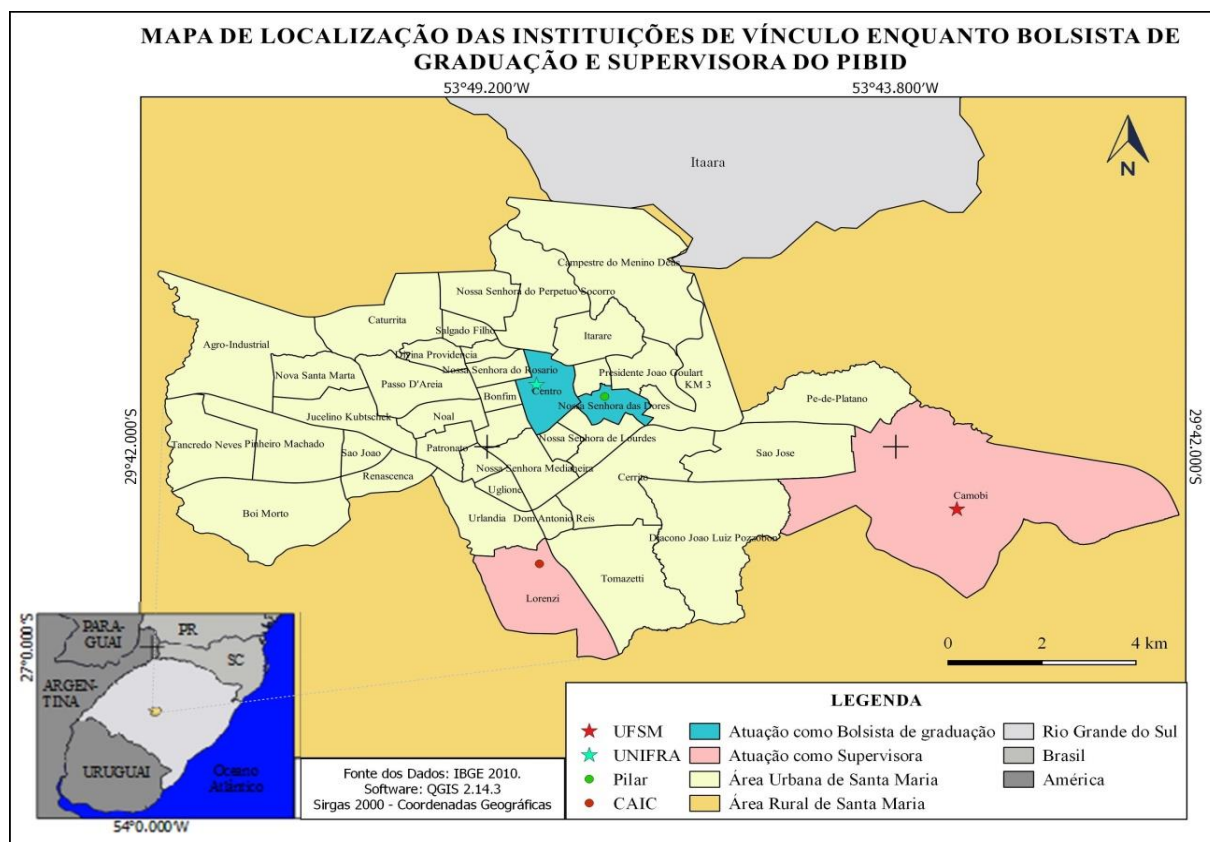 MAPA DE LOCALIZAÇÃO DAS INSTITUIÇÕES DE VÍNCULO ENQUANTO BOLSISTA DE
GRADUAÇÃO E SUPERVISORA DO PIBID
53°49.200'W
53°43.800'W
Itaara
N
Campestre do Menino Deus
Nossa Senhora do Perpetuo Socorro
Caturrita
Salgado Filho
Itarare
Agro-Industrial
Divina Providencia
Nossa Senhora do Rosario
Presidente Joao Goulart
Nova Santa Marta
Passo D'Areia
KM 3
Bonfim
Centro
Pe-de-Platano
Nossa Senhora das Dores
Jucelino Kubtschek
Noal
29°42.000'S
29°42.000'S
Tancredo Neves
Pinheiro Machado
Nossa Senhora de Lourdes
Patronato
Sao Joao
Sao Jose
Nossa Senhora Medianeira
Renascenca
Cerrito
Uglione
Camobi
Boi Morto
Urlandia
Dom Antonio Reis
Diacono Joao Luiz Pozzobon
Tomazetti
Lorenzi
27°0.000'S
PARA-
GUAI
PR
SC
ARGEN-
TINA
URUGUAI
Oceano
Atlântico
54°0.000'W
0 2 4 km
LEGENDA
UFSM
UNIFRA
Pilar
CAIC
Atuação como Bolsista de graduação
Atuação como Supervisora
Área Urbana de Santa Maria
Área Rural de Santa Maria
Rio Grande do Sul
Brasil
América
Fonte dos Dados: IBGE 2010.
Software: QGIS 2.14.3
Sirgas 2000 - Coordenadas Geográficas